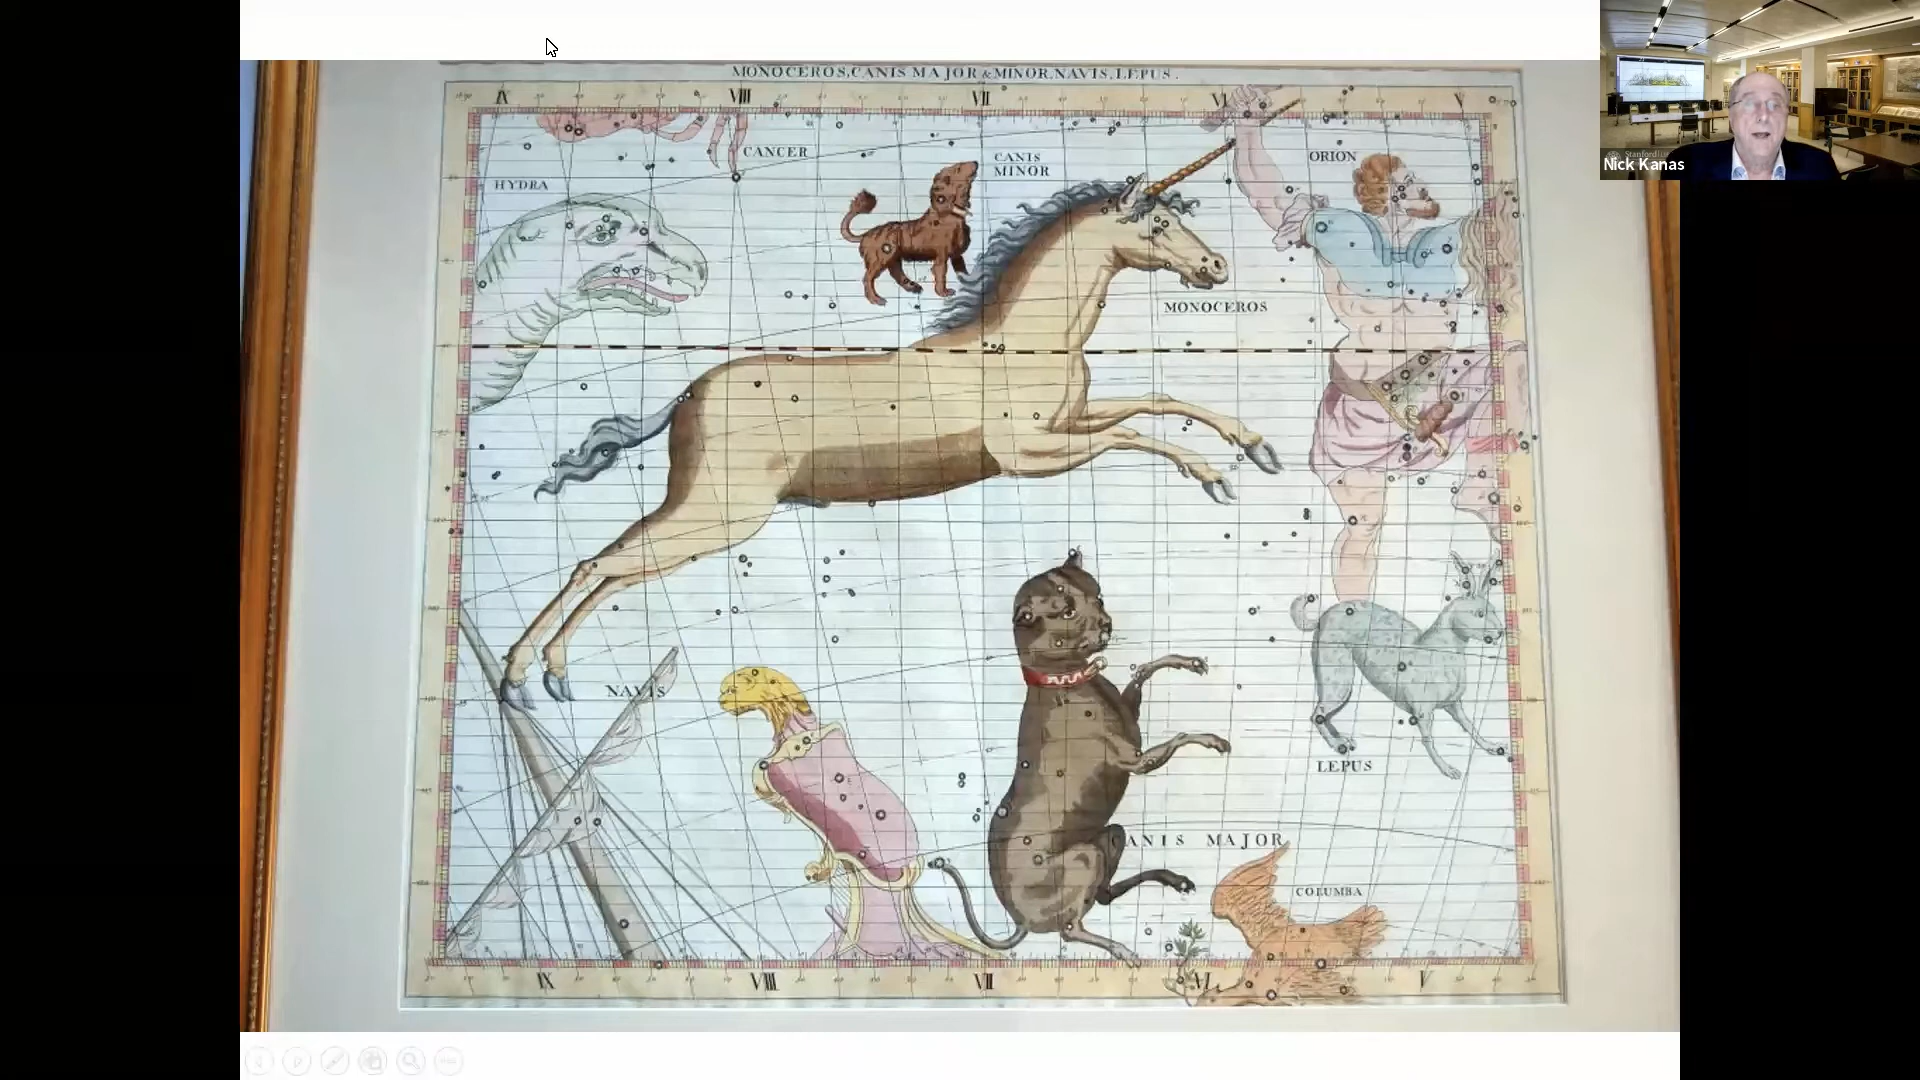 MONOCEROS, CANIS MAJOR & MINOR, NAVIS, LEPUS.
IX VIII VII VI V
CANCER
CANIS
MINOR
ORION
HYDRA
MONOCEROS
NAVIS
LEPUS
CANIS MAJOR
COLUMBA
IX VIII VII VI V
Nick Kanas